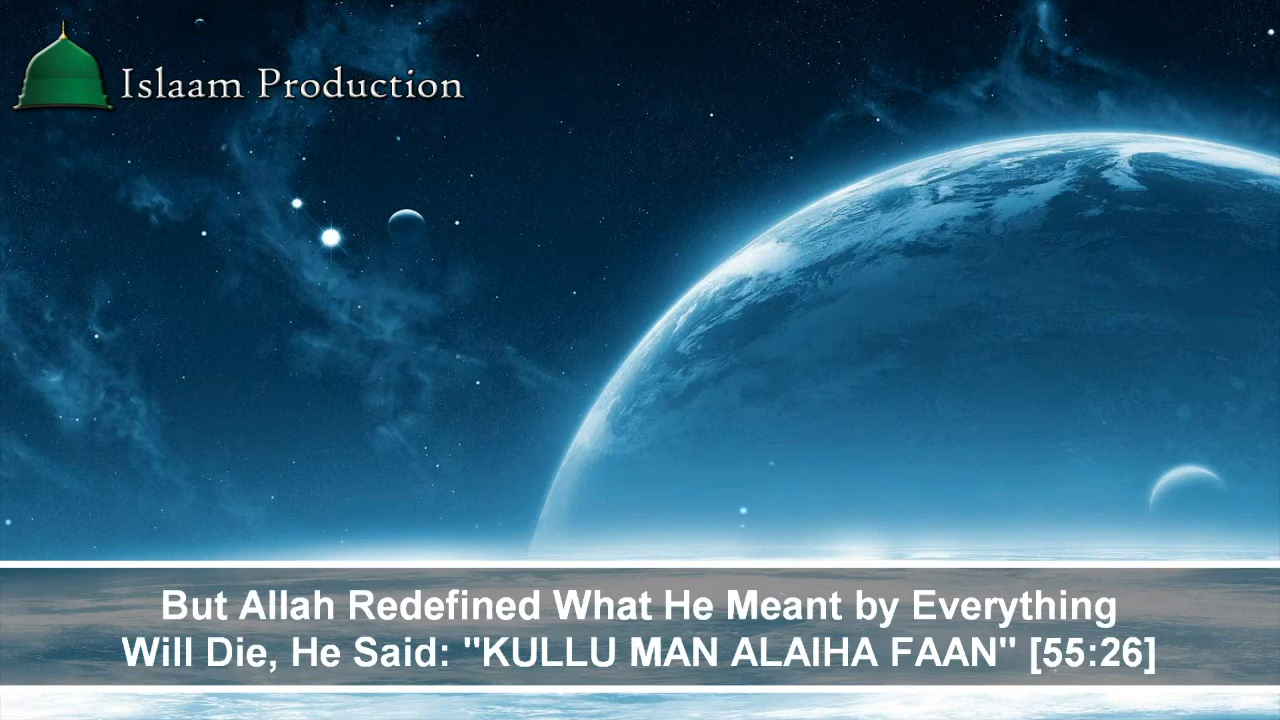 Islaam Production
But Allah Redefined What He Meant by Everything
Will Die, He Said: "KULLU MAN ALAIHA FAAN" [55:26]